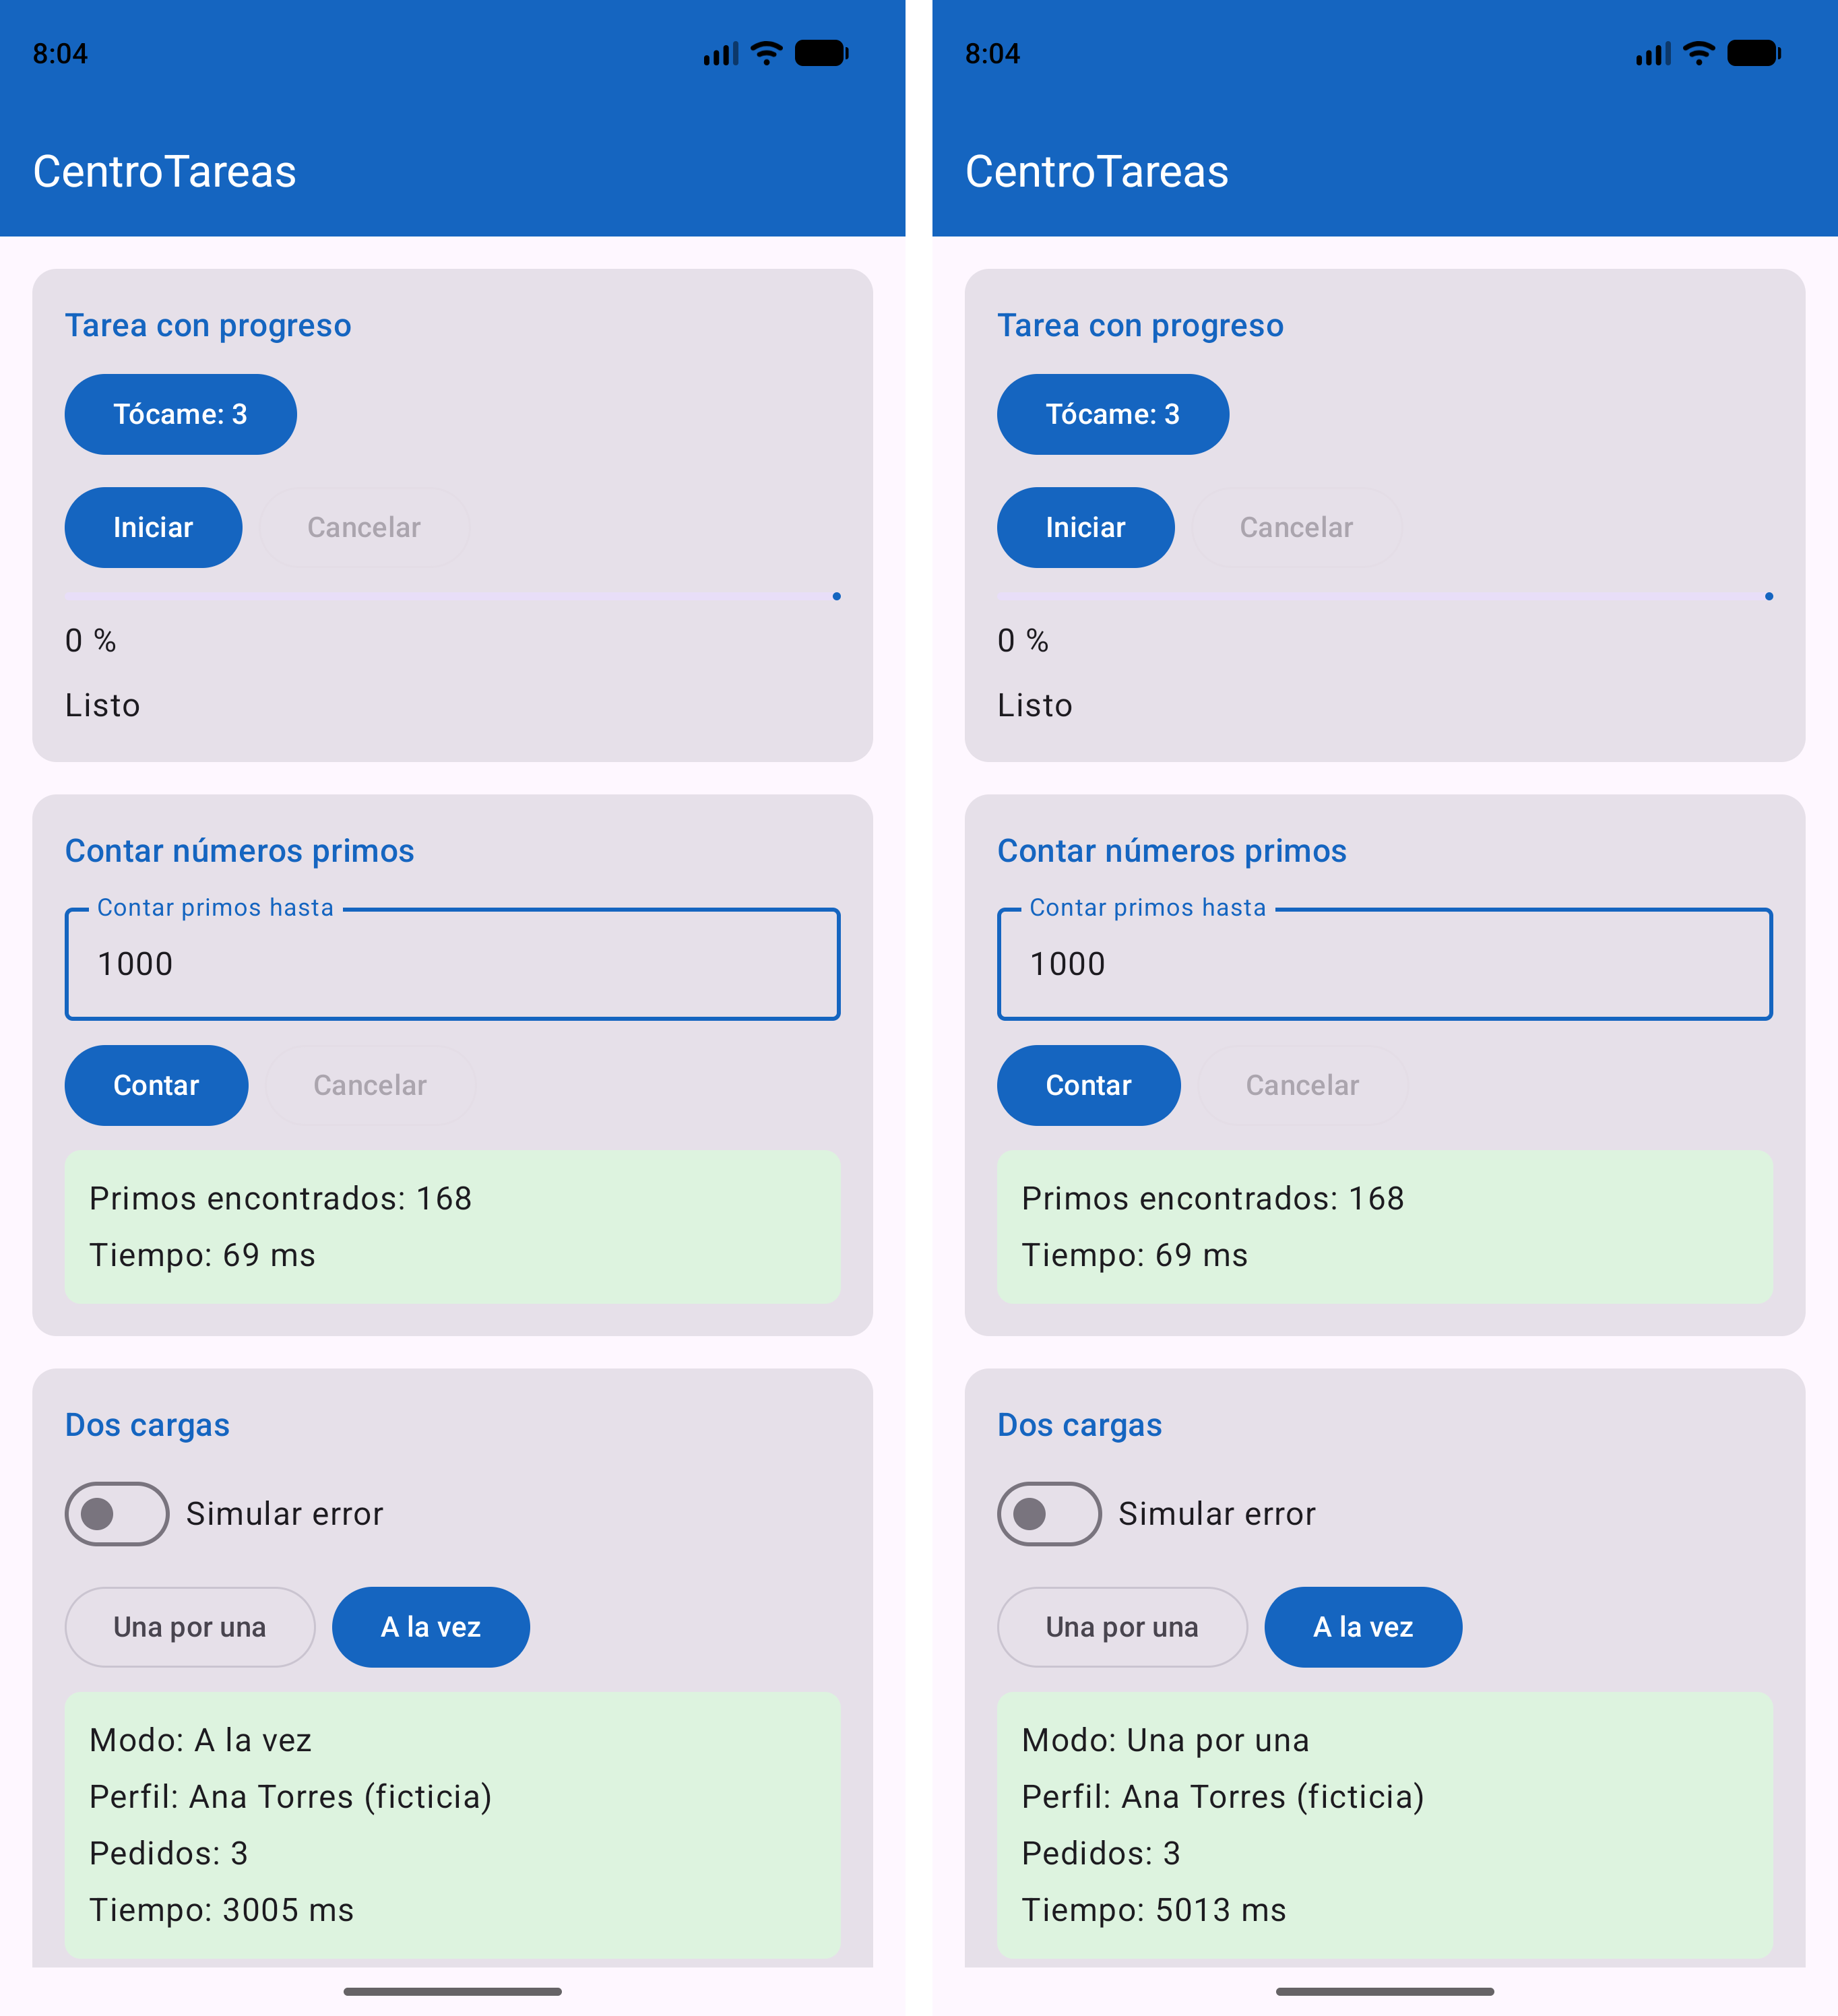 8:04
CentroTareas
Tarea con progreso
Tócame: 3
Iniciar Cancelar
0 %
Listo
Contar números primos
Contar primos hasta
1000
Contar Cancelar
Primos encontrados: 168
Tiempo: 69 ms
Dos cargas
Simular error
Una por una A la vez
Modo: A la vez
Perfil: Ana Torres (ficticia)
Pedidos: 3
Tiempo: 3005 ms
8:04
CentroTareas
Tarea con progreso
Tócame: 3
Iniciar Cancelar
0 %
Listo
Contar números primos
Contar primos hasta
1000
Contar Cancelar
Primos encontrados: 168
Tiempo: 69 ms
Dos cargas
Simular error
Una por una A la vez
Modo: Una por una
Perfil: Ana Torres (ficticia)
Pedidos: 3
Tiempo: 5013 ms